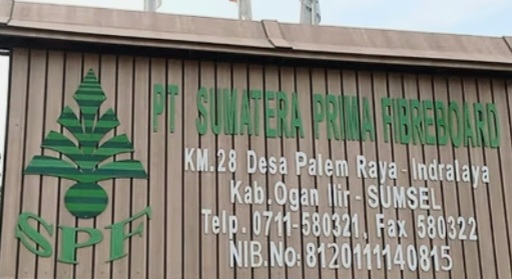 PT SUMATERA PRIMA FIBREBOARD
KM.28 Desa Palem Raya - Indralaya
Kab.Ogan Ilir - SUMSEL
Telp. 0711-580321, Fax 580322
NIB.No: 8120111140815
SPF